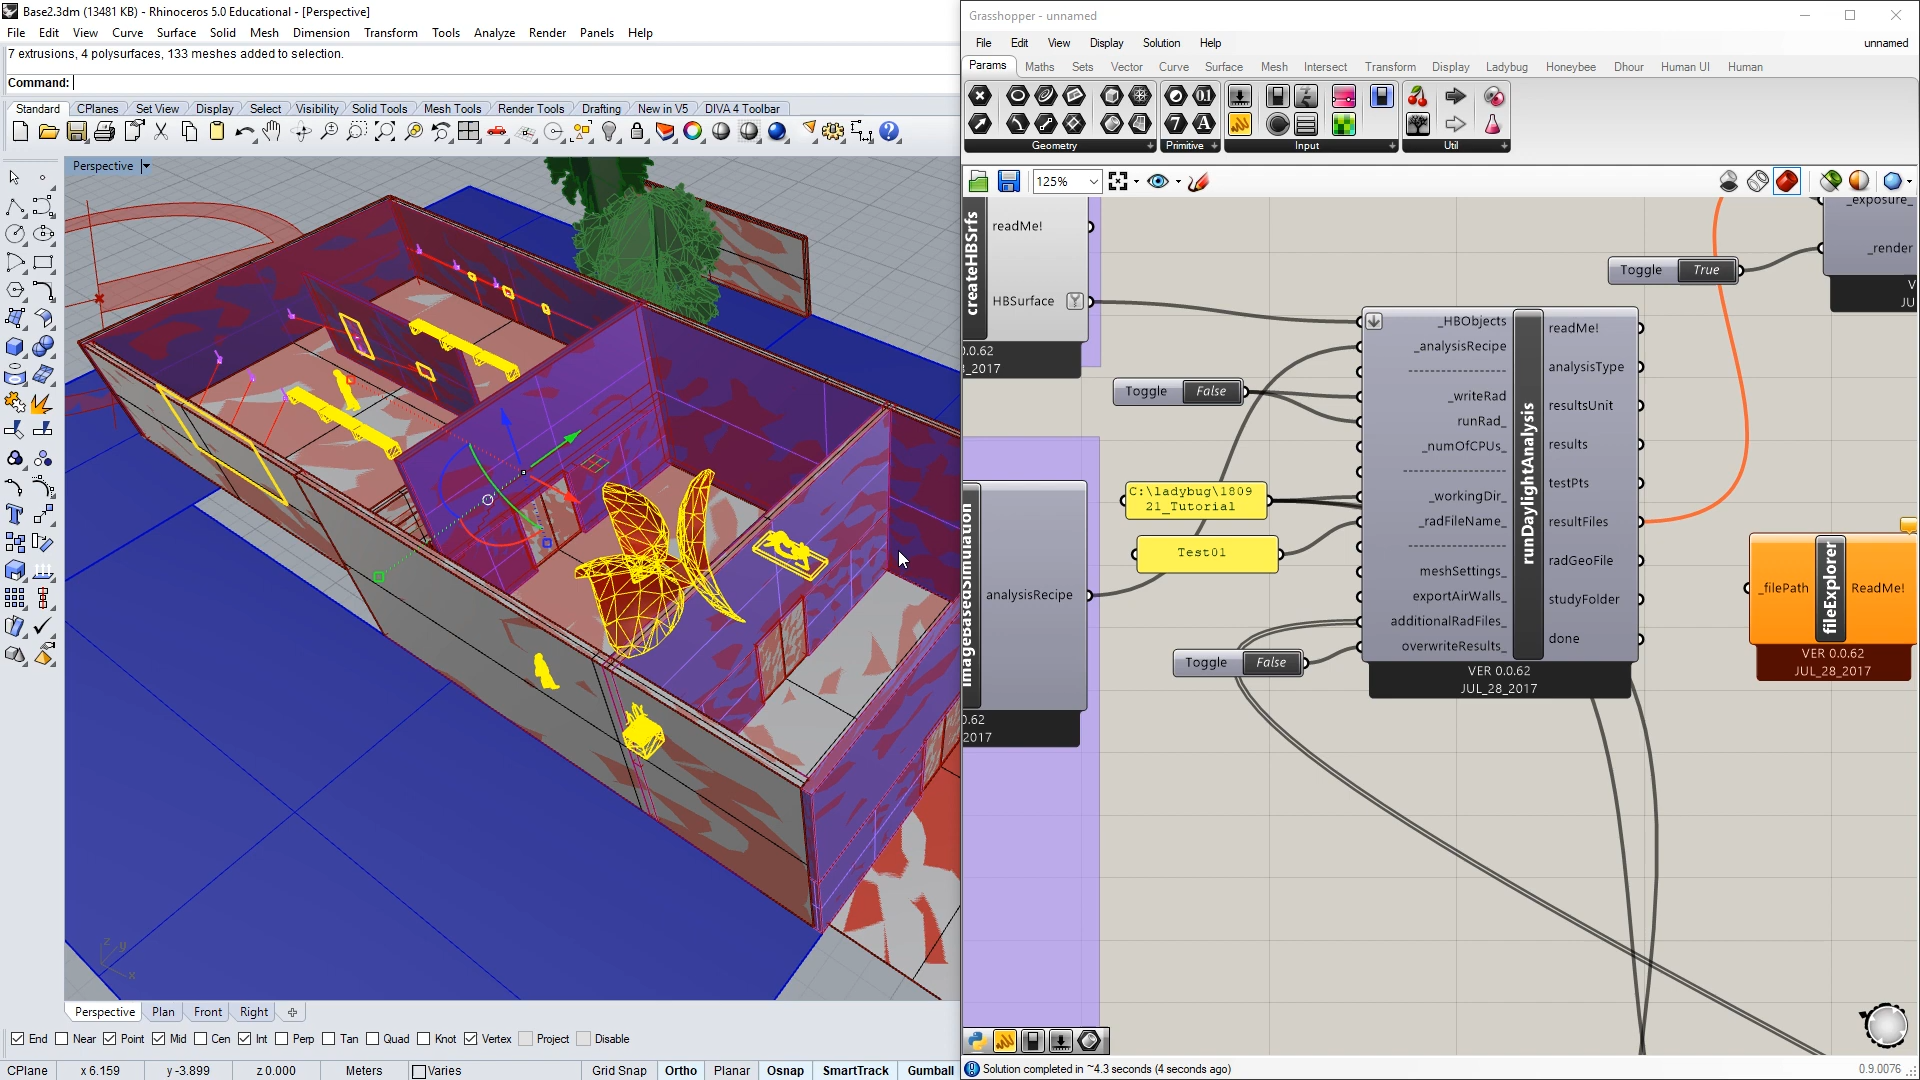 Base2.3dm (13481 KB) - Rhinoceros 5.0 Educational - [Perspective]
File Edit View Curve Surface Solid Mesh Dimension Transform Tools Analyze Render Panels Help
7 extrusions, 4 polysurfaces, 133 meshes added to selection.
Command:
Standard CPlanes Set View Display Select Visibility Solid Tools Mesh Tools Render Tools Drafting New in V5 DIVA 4 Toolbar
Perspective
z y
x
Perspective Plan Front Right
End Near Point Mid Cen Int Perp Tan Quad Knot Vertex Project Disable
CPlane x 6.159 y -3.899 z 0.000 Meters Varies Grid Snap Ortho Planar Osnap SmartTrack Gumball
Grasshopper - unnamed
File Edit View Display Solution Help
unnamed
Params Maths Sets Vector Curve Surface Mesh Intersect Transform Display Ladybug Honeybee Dhour Human UI Human
Geometry Primitive Input Util
125%
createHBSrfs
readMe!
HBSurface
0.0.62
_2017
Toggle False
C:\ladybug\1809
21_Tutorial
Test01
imageBasedSimulation
analysisRecipe
0.62
2017
Toggle False
_HBObjects
_analysisRecipe
_writeRad
runRad_
_numOfCPUs_
_workingDir_
_radFileName_
meshSettings_
exportAirWalls_
additionalRadFiles_
overwriteResults_
runDaylightAnalysis
readMe!
analysisType
resultsUnit
results
testPts
resultFiles
radGeoFile
studyFolder
done
VER 0.0.62
JUL_28_2017
Toggle True
_exposure_
_render
V
JU
_filePath
fileExplorer
ReadMe!
VER 0.0.62
JUL_28_2017
Solution completed in ~4.3 seconds (4 seconds ago)
0.9.0076